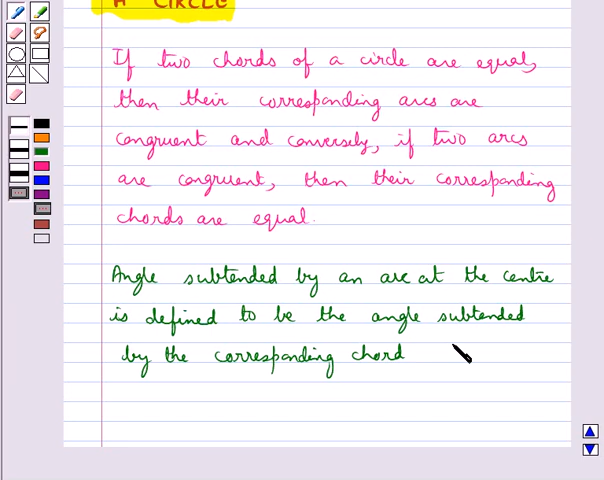 A CIRCLE
If two chords of a circle are equal,
then their corresponding arcs are
congruent and conversely, if two arcs
are congruent, then their corresponding
chords are equal.
Angle subtended by an arc at the centre
is defined to be the angle subtended
by the corresponding chord